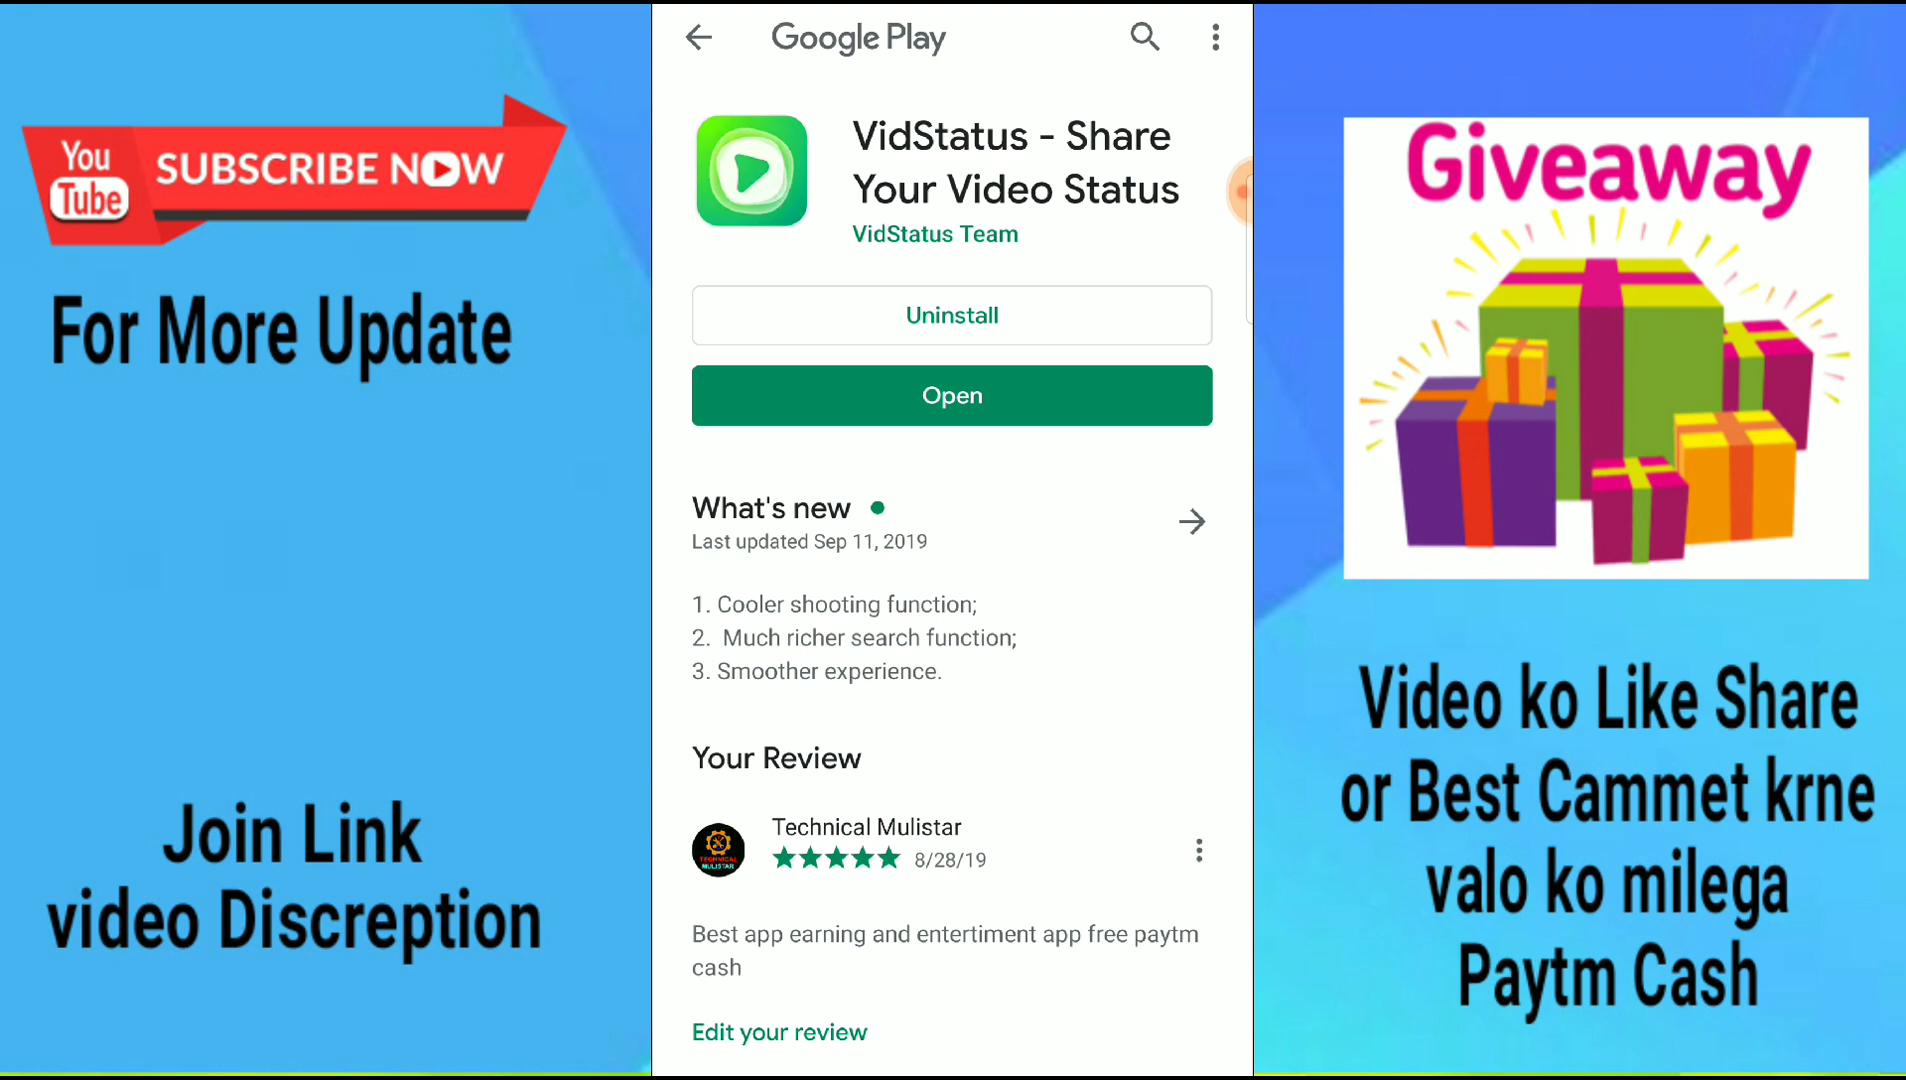 You
Tube
SUBSCRIBE NOW
For More Update
Join Link
video Discreption
Google Play
VidStatus - Share
Your Video Status
VidStatus Team
Uninstall
Open
What's new
Last updated Sep 11, 2019
1. Cooler shooting function;
2. Much richer search function;
3. Smoother experience.
Your Review
TECHNICAL
MULISTAR
Technical Mulistar
8/28/19
Best app earning and entertiment app free paytm
cash
Edit your review
Giveaway
Video ko Like Share
or Best Cammet krne
valo ko milega
Paytm Cash